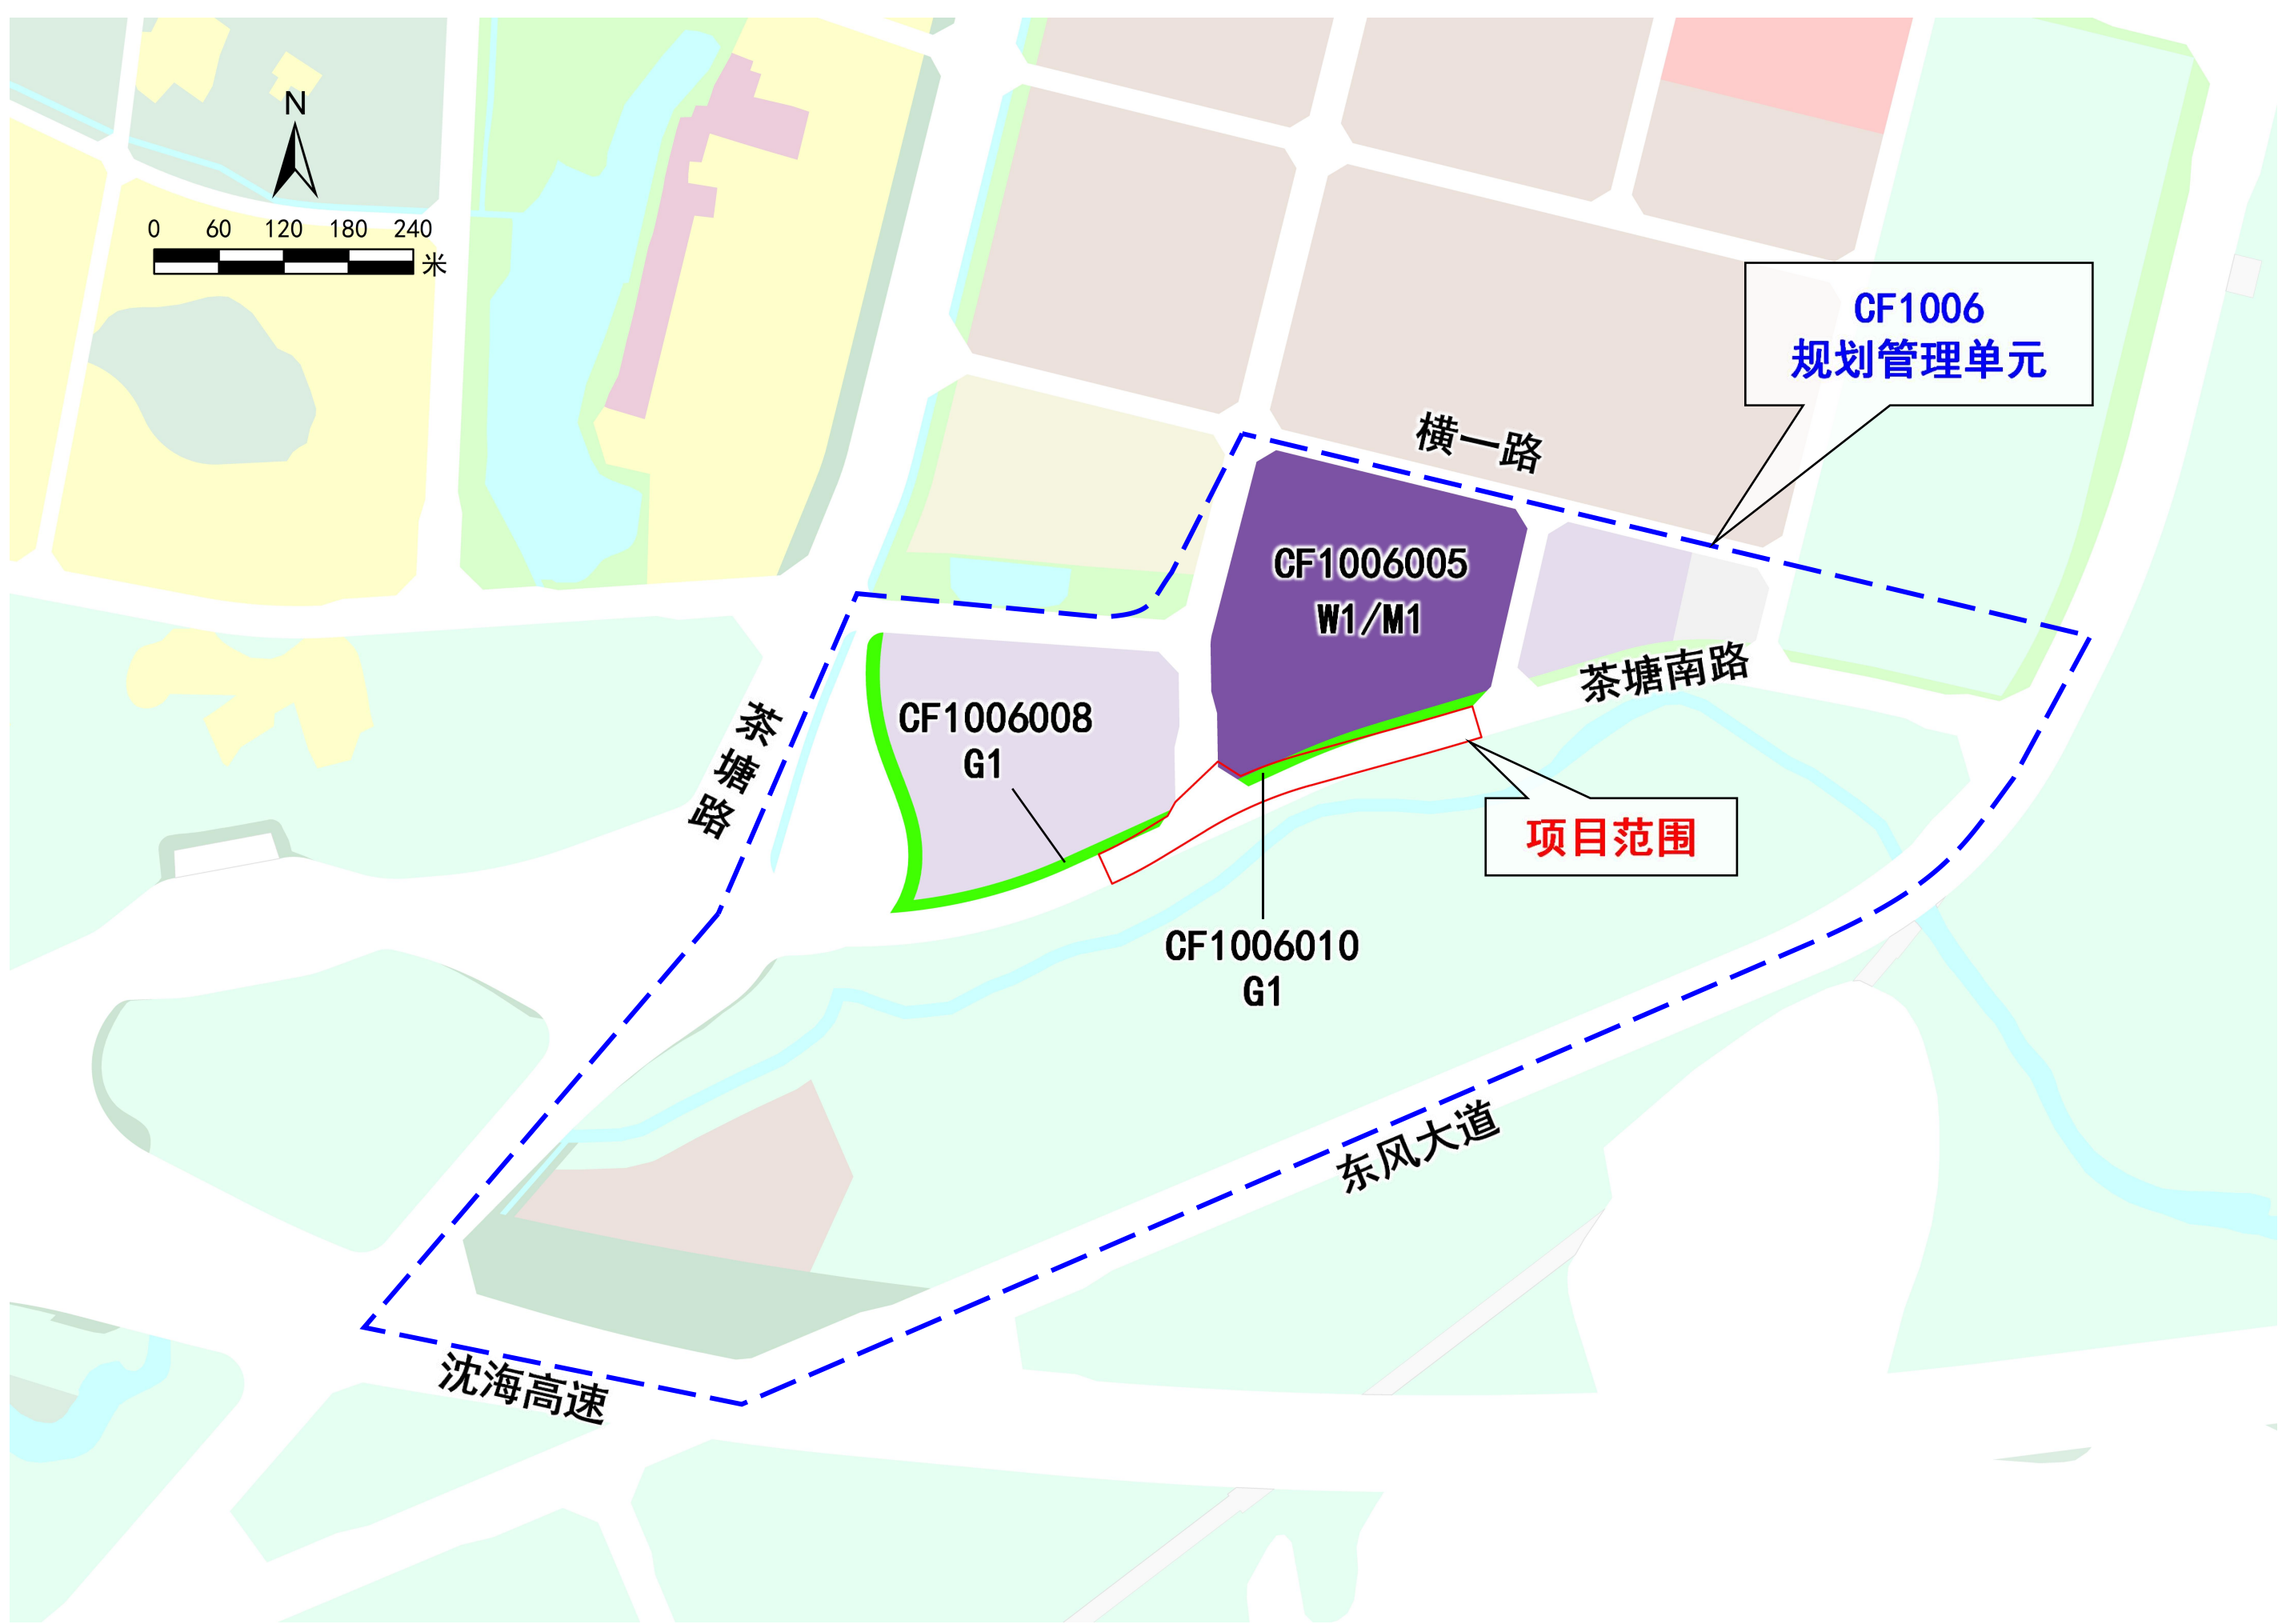 N
0 60 120 180 240
米
CF1006
规划管理单元
横一路
CF1006005
W1/M1
茶塘南路
CF1006008
G1
茶塘路
项目范围
CF1006010
G1
东风大道
沈海高速